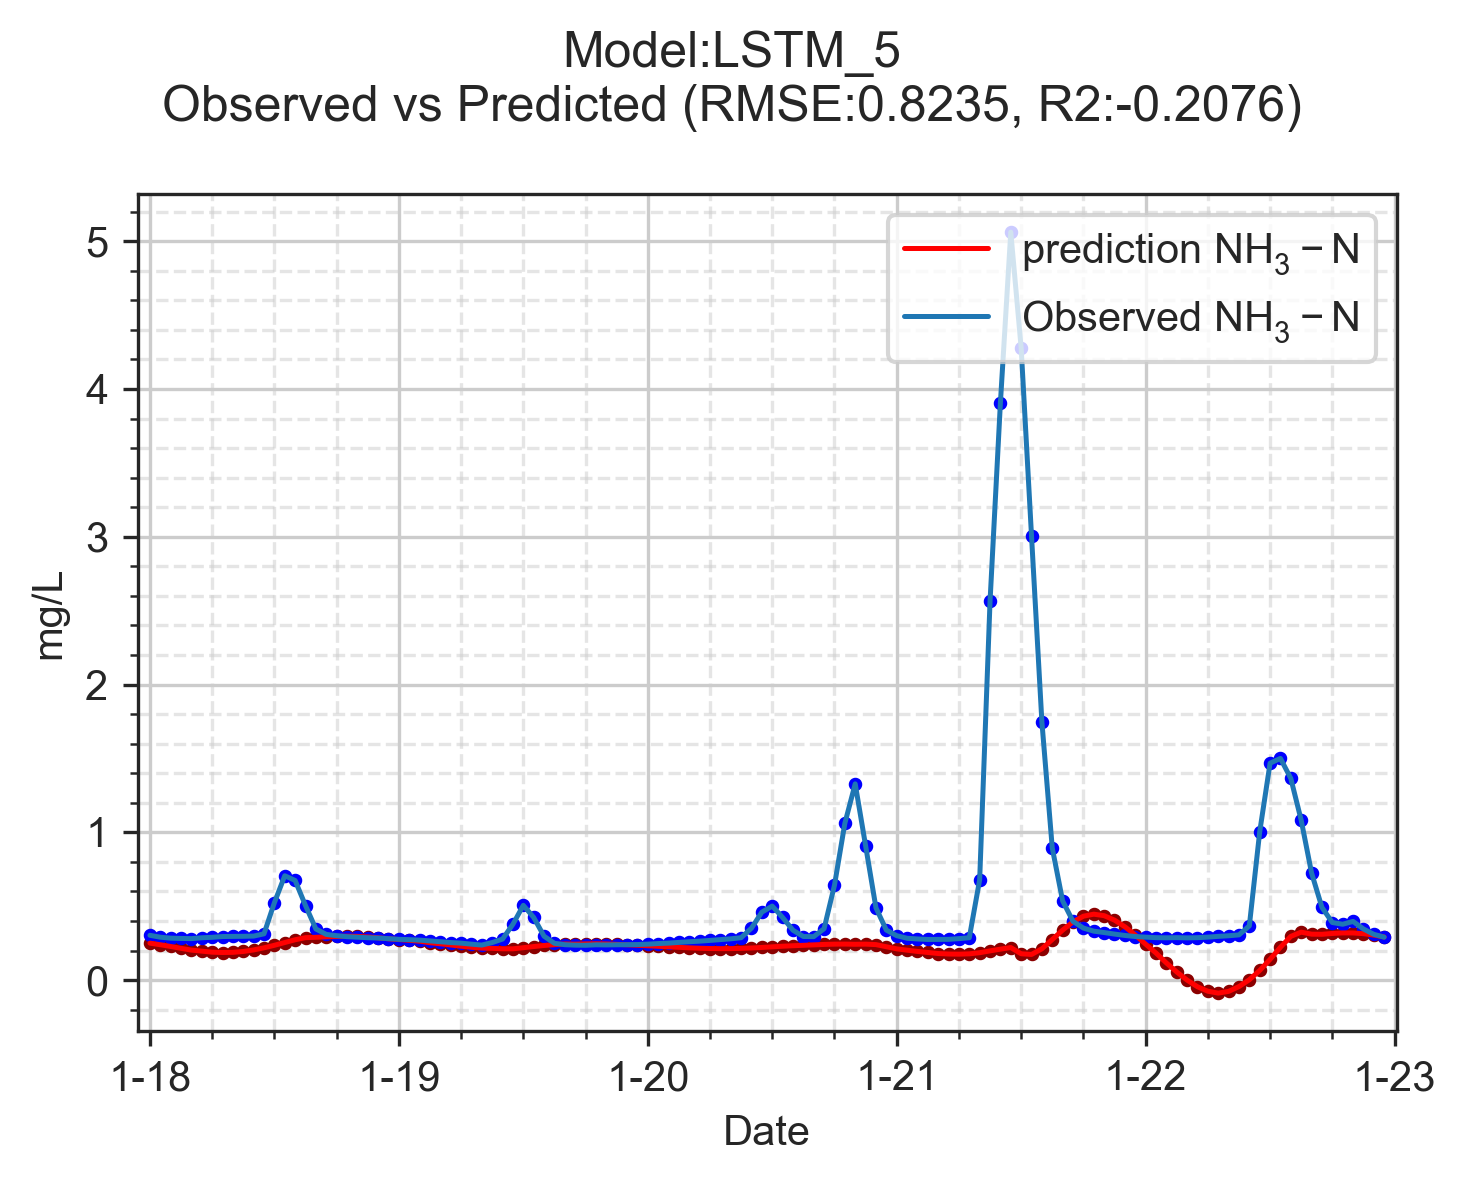 Model:LSTM_5
Observed vs Predicted (RMSE:0.8235, R2:-0.2076)
prediction NH₃ − N
Observed NH₃ − N
5
4
3
2
1
0
mg/L
1-18 1-19 1-20 1-21 1-22 1-23
Date